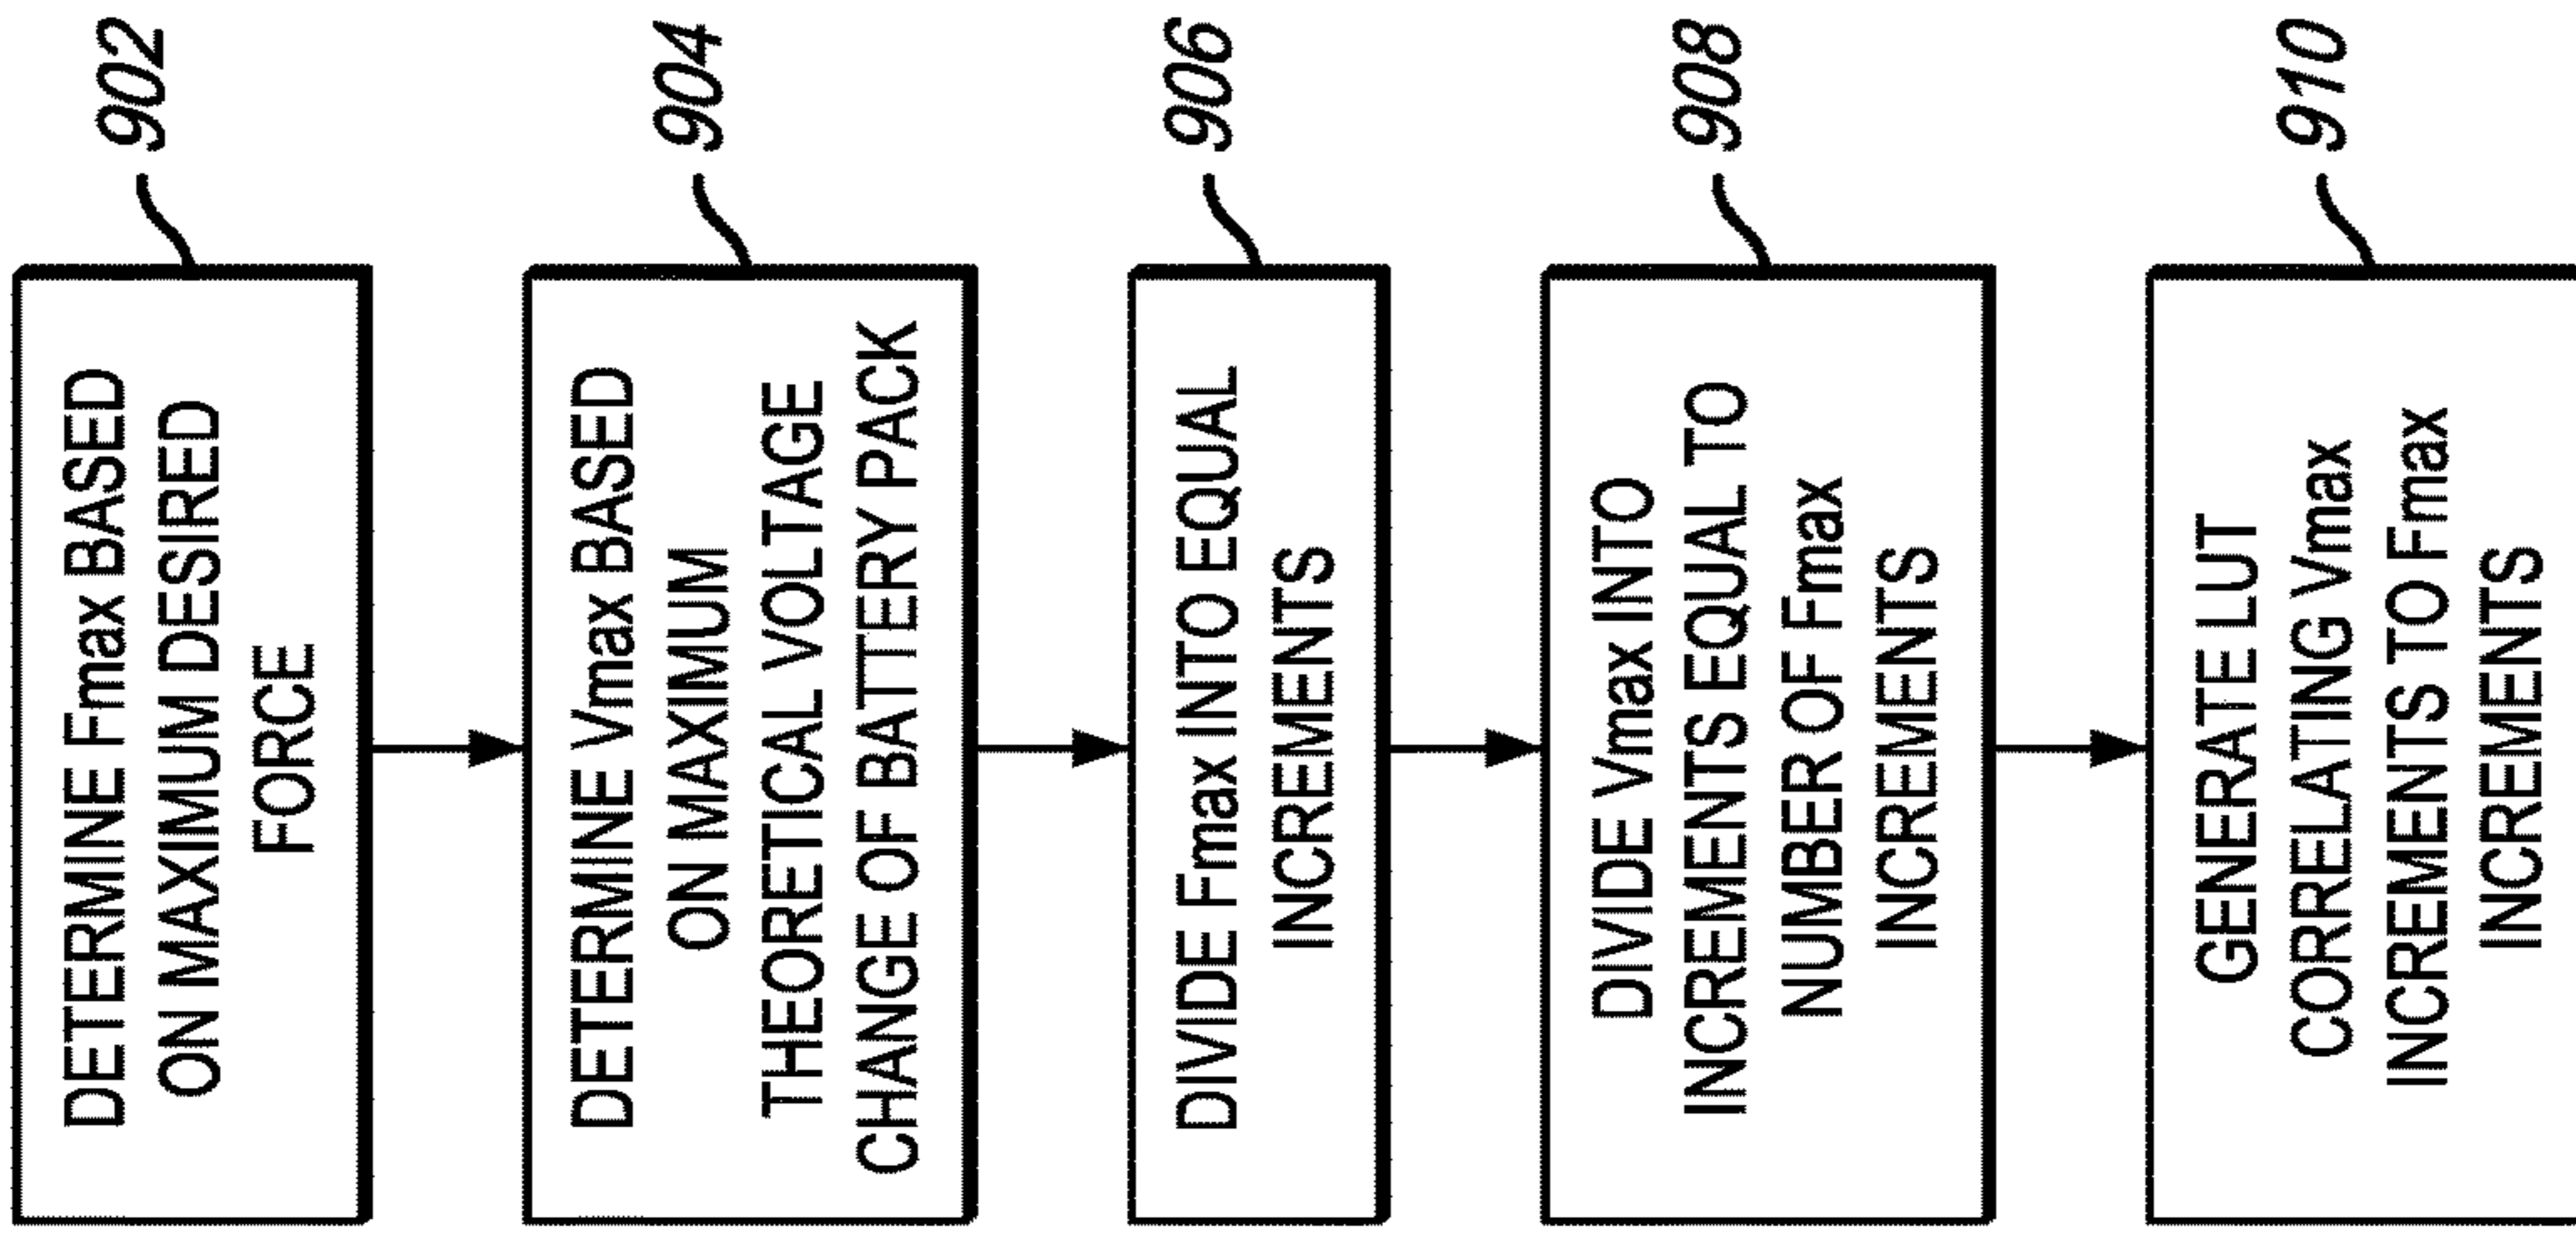 DETERMINE Fmax BASED
ON MAXIMUM DESIRED
FORCE
902
DETERMINE Vmax BASED
ON MAXIMUM
THEORETICAL VOLTAGE
CHANGE OF BATTERY PACK
904
DIVIDE Fmax INTO EQUAL
INCREMENTS
906
DIVIDE Vmax INTO
INCREMENTS EQUAL TO
NUMBER OF Fmax
INCREMENTS
908
GENERATE LUT
CORRELATING Vmax
INCREMENTS TO Fmax
INCREMENTS
910